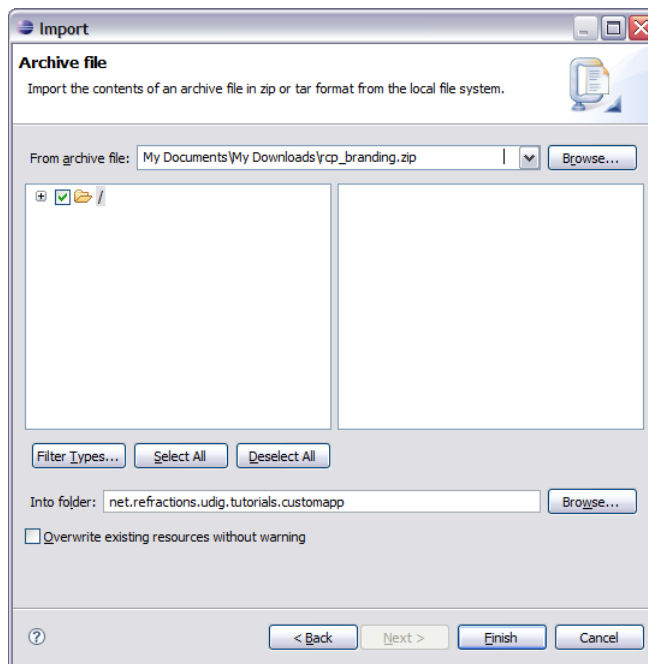 Import
Archive file
Import the contents of an archive file in zip or tar format from the local file system.
From archive file: My Documents\My Downloads\rcp_branding.zip Browse...
/
Filter Types... Select All Deselect All
Into folder: net.refractions.udig.tutorials.customapp Browse...
Overwrite existing resources without warning
? < Back Next > Finish Cancel